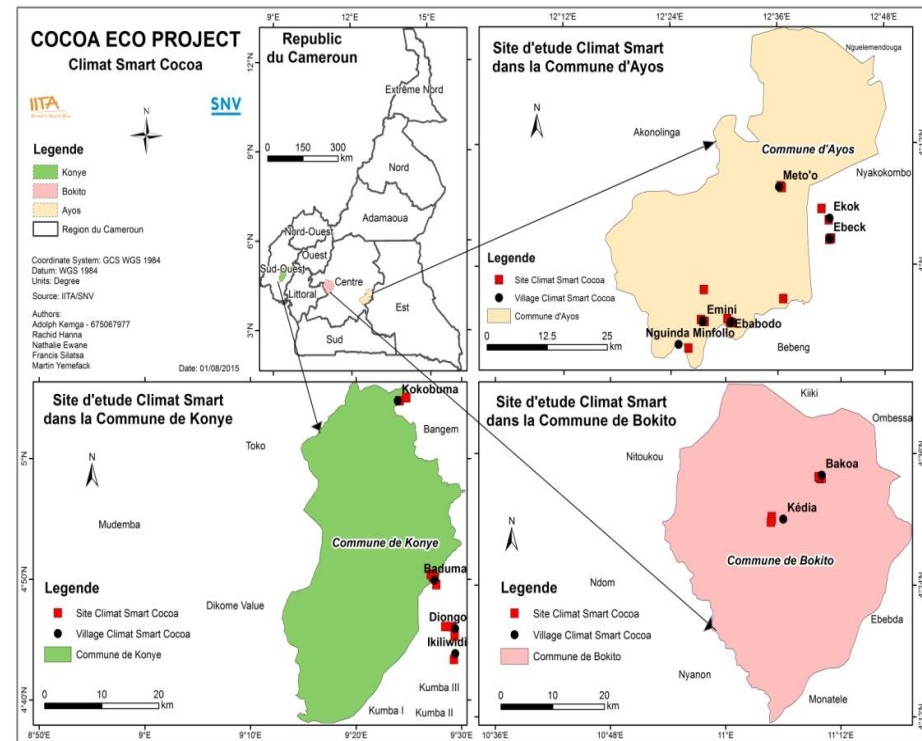 COCOA ECO PROJECT
Climat Smart Cocoa
IITA
SNV
N
Legende
Konye
Bokito
Ayos
Region du Cameroun
Coordinate System: GCS WGS 1984
Datum: WGS 1984
Units: Degree
Source: IITA/SNV
Authors:
Adolph Kemga - 675067977
Rachid Hanna
Nathalie Ewane
Francis Silatsa
Martin Yemefack
Date: 01/08/2015
9°E 12°E 15°E
Republic
du Cameroun
12°N
9°N
6°N
3°N
0 150 300
km
Extrême Nord
Nord
Adamaoua
Nord-Ouest
Ouest
Sud-Ouest
Centre
Littoral
Est
Sud
12°12'E 12°24'E 12°36'E 12°48'E
Site d'etude Climat Smart
dans la Commune d'Ayos
Nguelemendouga
N
Akonolinga
Commune d'Ayos
Nyakokombo
Meto'o
Ekok
Ebeck
Legende
Site Climat Smart Cocoa
Village Climat Smart Cocoa
Commune d'Ayos
Emini
Ebabodo
Nguinda Minfollo
Bebeng
0 12.5 25
km
Site d'etude Climat Smart
dans la Commune de Konye
Kokobuma
Bangem
Toko
5°N
N
Mudemba
Commune de Konye
Baduma
4°50'N
Legende
Site Climat Smart Cocoa
Village Climat Smart Cocoa
Commune de Konye
Dikome Value
Diongo
Ikiliwidi
0 10 20
km
Kumba III
Kumba I
Kumba II
4°40'N
8°50'E 9°E 9°10'E 9°20'E 9°30'E
Site d'etude Climat Smart
dans la Commune de Bokito
Kiiki
Ombessa
Nitoukou
4°36'N
Bakoa
Kédia
N
Commune de Bokito
Legende
Site Climat Smart Cocoa
Village Climat Smart Cocoa
Commune de Bokito
Ndom
4°24'N
Ebebda
Nyanon
Monatele
0 10 20
km
10°36'E 10°48'E 11°E 11°12'E